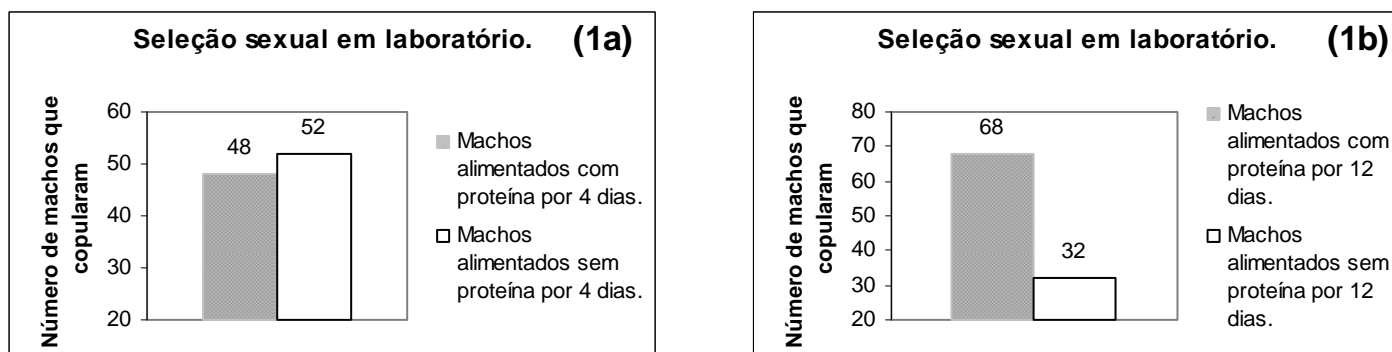 Seleção sexual em laboratório. (1a)
Número de machos que
copularam
60
50
40
30
20
48
52
Machos
alimentados com
proteína por 4 dias.
Machos
alimentados sem
proteína por 4 dias.
Seleção sexual em laboratório. (1b)
Número de machos que
copularam
80
70
60
50
40
30
20
68
32
Machos
alimentados com
proteína por 12
dias.
Machos
alimentados sem
proteína por 12
dias.